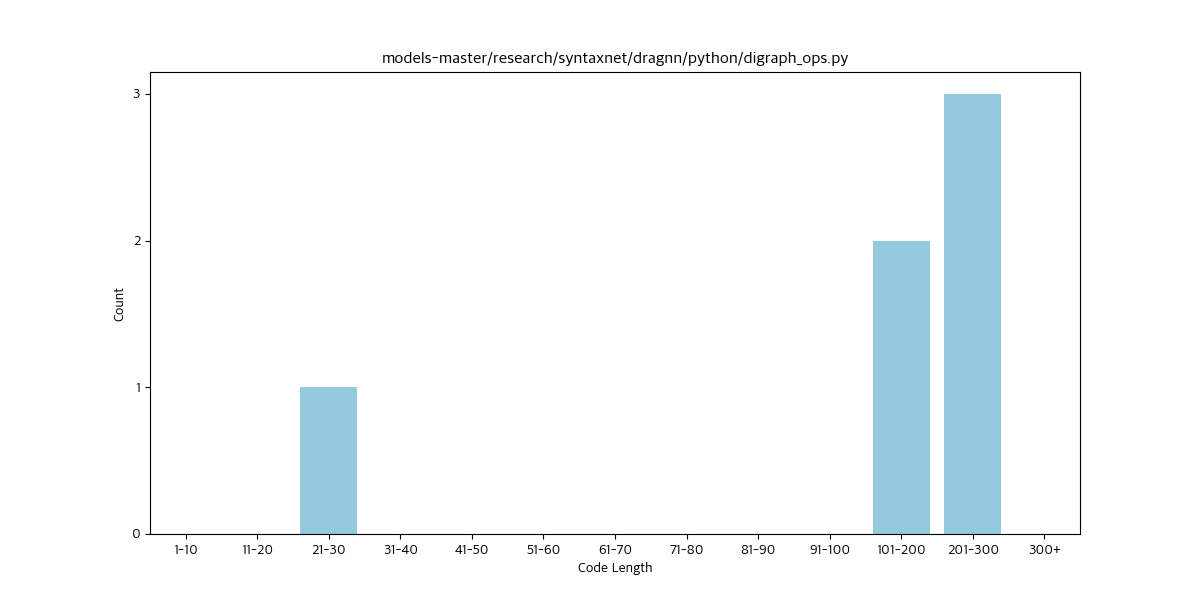 models-master/research/syntaxnet/dragnn/python/digraph_ops.py
3
2
1
0
Count
1-10 11-20 21-30 31-40 41-50 51-60 61-70 71-80 81-90 91-100 101-200 201-300 300+
Code Length